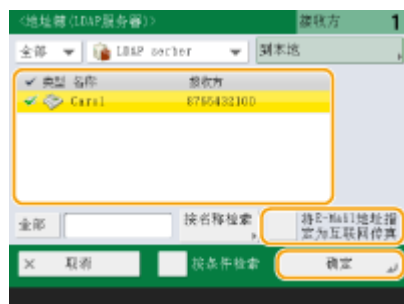 <地址簿(LDAP服务器)> 接收方 1
全部 LDAP secher 到本地
类型 名称 接收方
Carol 8765432100
全部 按名称检索 将E-Mail地址指
定为互联网传真
× 取消 按条件检索 确定